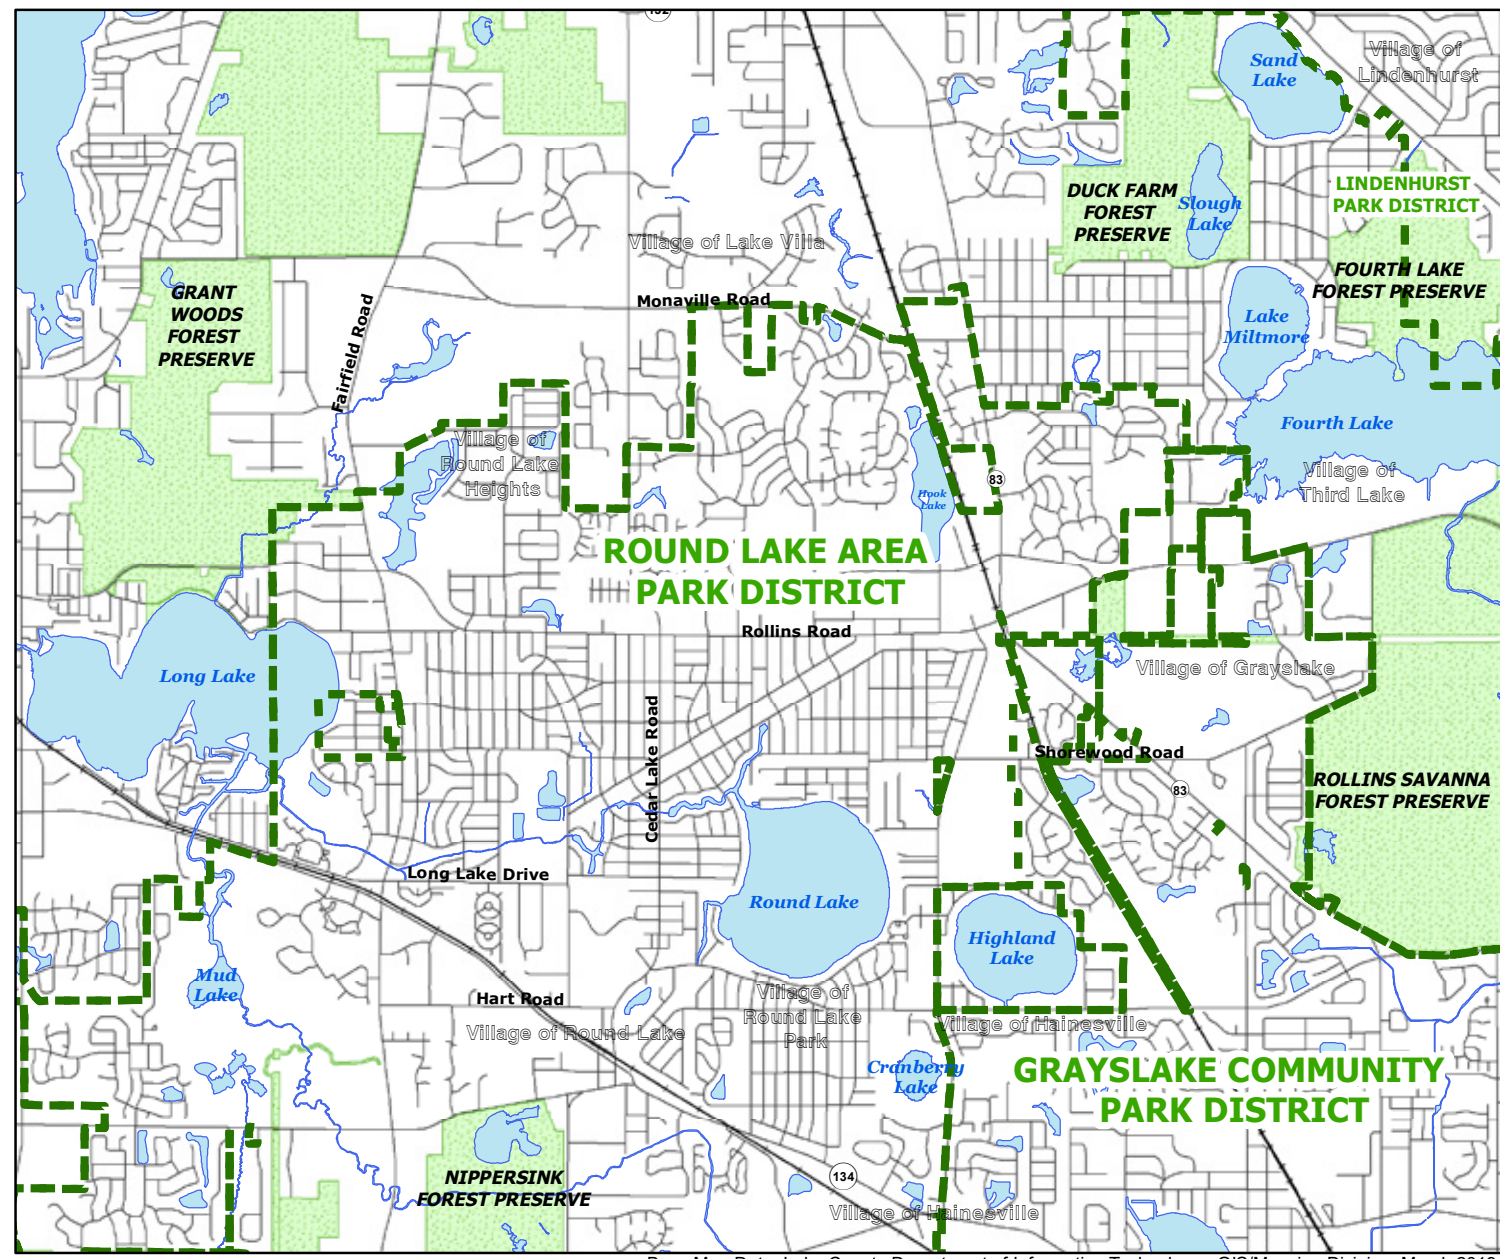 Sand
Lake
Village of
Lindenhurst
DUCK FARM
FOREST
PRESERVE
Slough
Lake
LINDENHURST
PARK DISTRICT
Village of Lake Villa
GRANT
WOODS
FOREST
PRESERVE
Fairfield Road
Monaville Road
FOURTH LAKE
FOREST PRESERVE
Lake
Miltmore
Fourth Lake
Village of
Round Lake
Heights
Village of
Third Lake
83
Hook
Lake
ROUND LAKE AREA
PARK DISTRICT
Rollins Road
Long Lake
Village of Grayslake
Cedar Lake Road
Shorewood Road
83
ROLLINS SAVANNA
FOREST PRESERVE
Long Lake Drive
Round Lake
Highland
Lake
Mud
Lake
Hart Road
Village of Round Lake
Village of
Round Lake
Park
Village of Hainesville
Cranberry
Lake
GRAYSLAKE COMMUNITY
PARK DISTRICT
NIPPERSINK
FOREST PRESERVE
134
Village of Hainesville